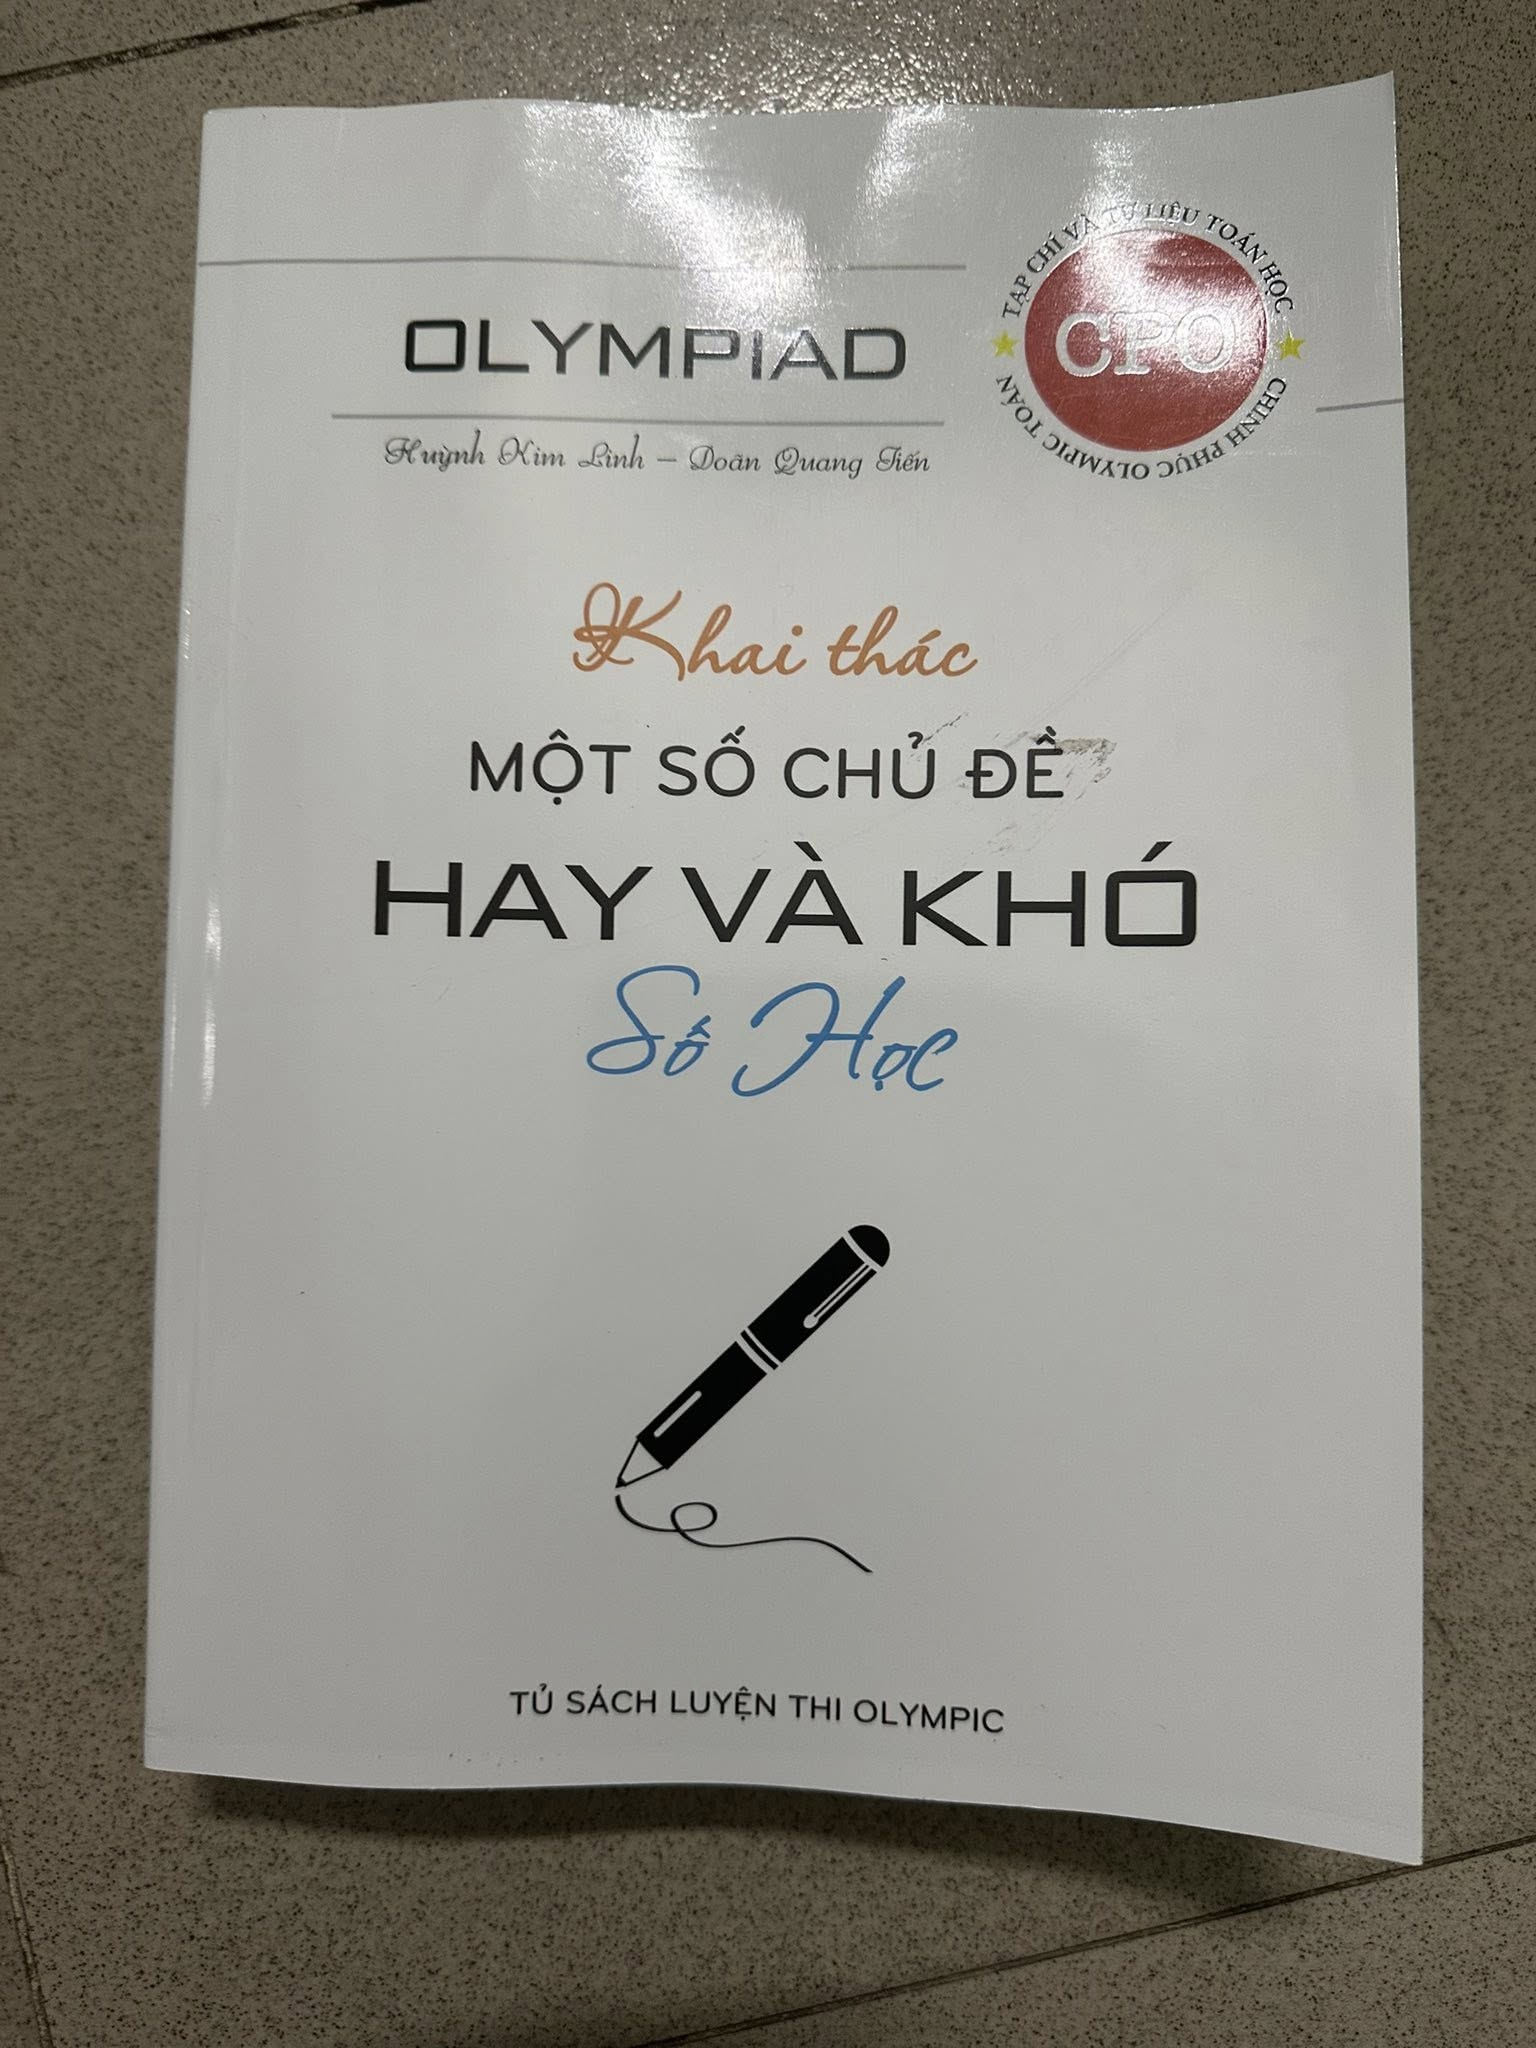 TẠP CHÍ VÀ TƯ LIỆU TOÁN HỌC
CPO
CHINH PHỤC OLYMPIC TOÁN
OLYMPIAD
Huỳnh Kim Linh – Doãn Quang Tiến
Khai thác
MỘT SỐ CHỦ ĐỀ
HAY VÀ KHÓ
Số Học
TỦ SÁCH LUYỆN THI OLYMPIC